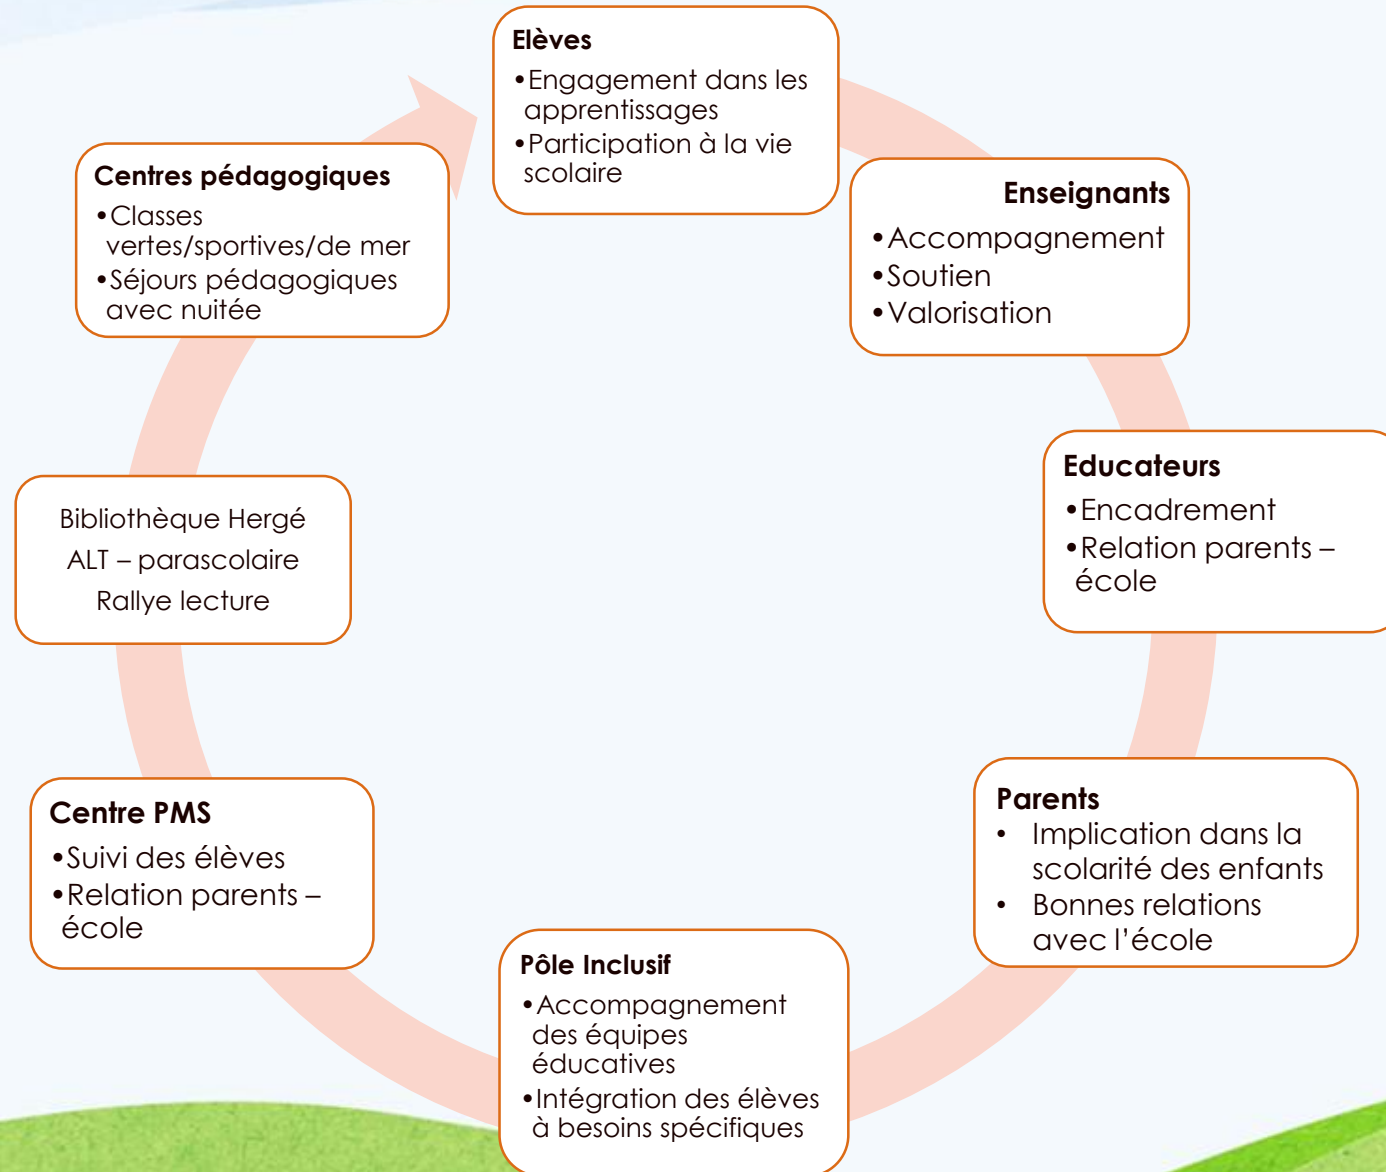 Elèves
•Engagement dans les
apprentissages
•Participation à la vie
scolaire
Enseignants
•Accompagnement
•Soutien
•Valorisation
Educateurs
•Encadrement
•Relation parents –
école
Parents
• Implication dans la
scolarité des enfants
• Bonnes relations
avec l’école
Pôle Inclusif
•Accompagnement
des équipes
éducatives
•Intégration des élèves
à besoins spécifiques
Centre PMS
•Suivi des élèves
•Relation parents –
école
Bibliothèque Hergé
ALT – parascolaire
Rallye lecture
Centres pédagogiques
•Classes
vertes/sportives/de mer
•Séjours pédagogiques
avec nuitée